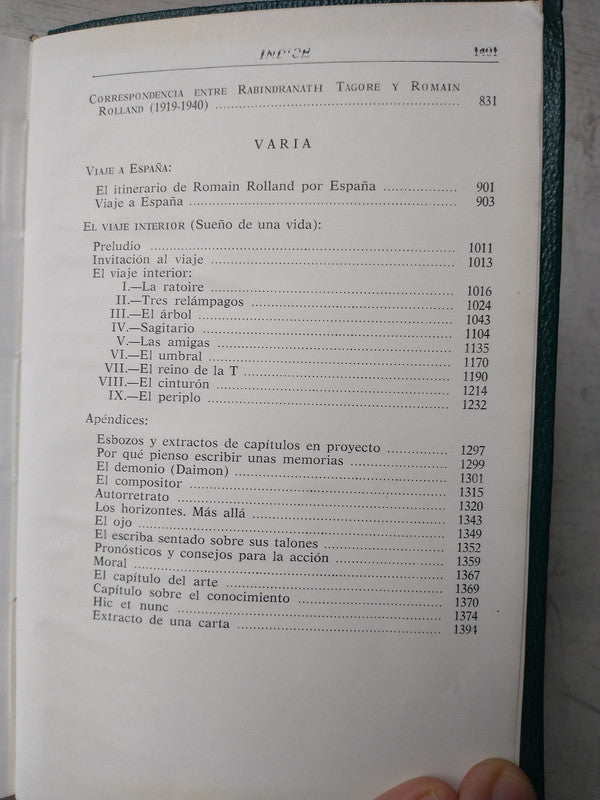 INDICE 1401
CORRESPONDENCIA ENTRE RABINDRANATH TAGORE Y ROMAIN
ROLLAND (1919-1940) 831
VARIA
VIAJE A ESPAÑA:
El itinerario de Romain Rolland por España 901
Viaje a España 903
EL VIAJE INTERIOR (Sueño de una vida):
Preludio 1011
Invitación al viaje 1013
El viaje interior:
I.—La ratoire 1016
II.—Tres relámpagos 1024
III.—El árbol 1043
IV.—Sagitario 1104
V.—Las amigas 1135
VI.—El umbral 1170
VII.—El reino de la T 1190
VIII.—El cinturón 1214
IX.—El periplo 1232
Apéndices:
Esbozos y extractos de capítulos en proyecto 1297
Por qué pienso escribir unas memorias 1299
El demonio (Daimon) 1301
El compositor 1315
Autorretrato 1320
Los horizontes. Más allá 1343
El ojo 1349
El escriba sentado sobre sus talones 1352
Pronósticos y consejos para la acción 1359
Moral 1367
El capítulo del arte 1369
Capítulo sobre el conocimiento 1370
Hic et nunc 1374
Extracto de una carta 1394